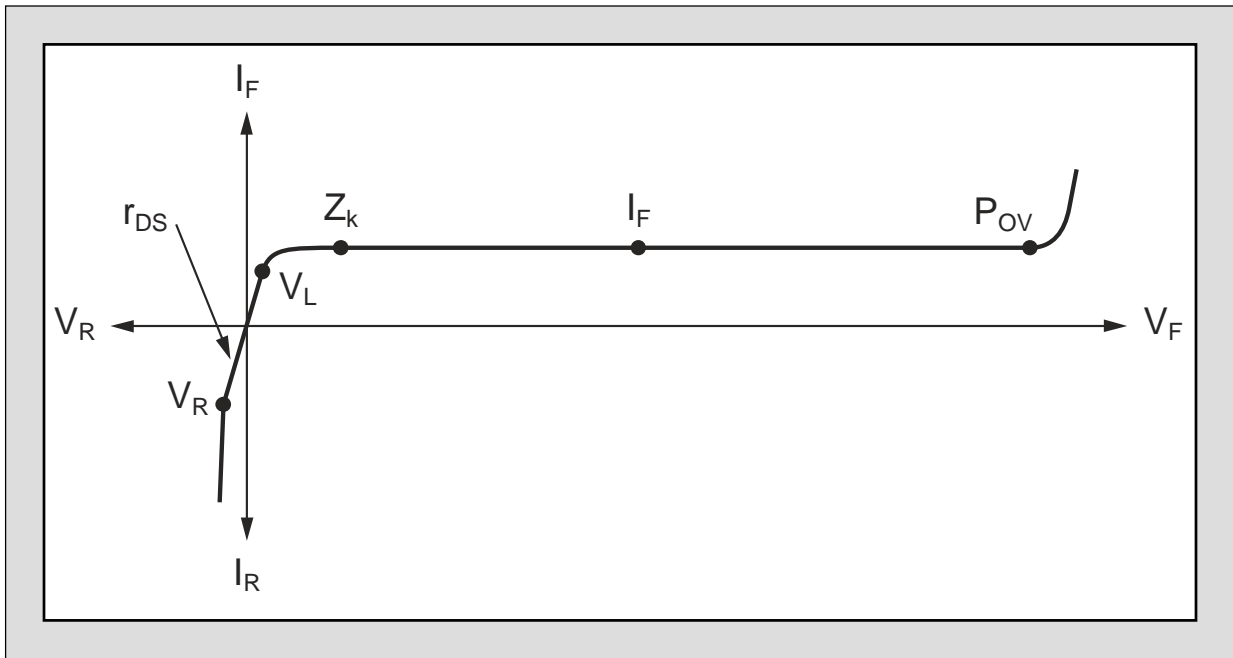 I_F
r_DS
Z_k
I_F
P_OV
V_L
V_R
V_F
V_R
I_R